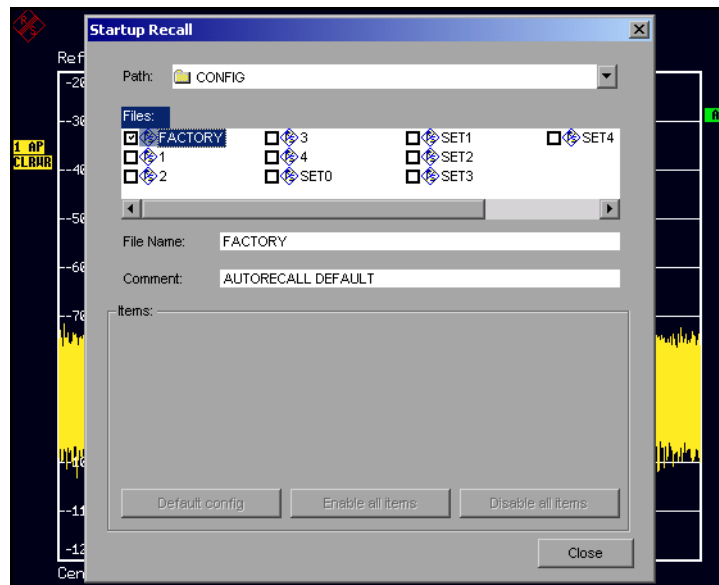 Startup Recall
Ref
Path: CONFIG
-20
Files:
-30
FACTORY 3 SET1 SET4
1 AP
1 4 SET2
CLRWR
-40
2 SET0 SET3
-50
File Name: FACTORY
-60
Comment: AUTORECALL DEFAULT
-70
Items:
Default config Enable all items Disable all items
-11
-12
Close
Cen